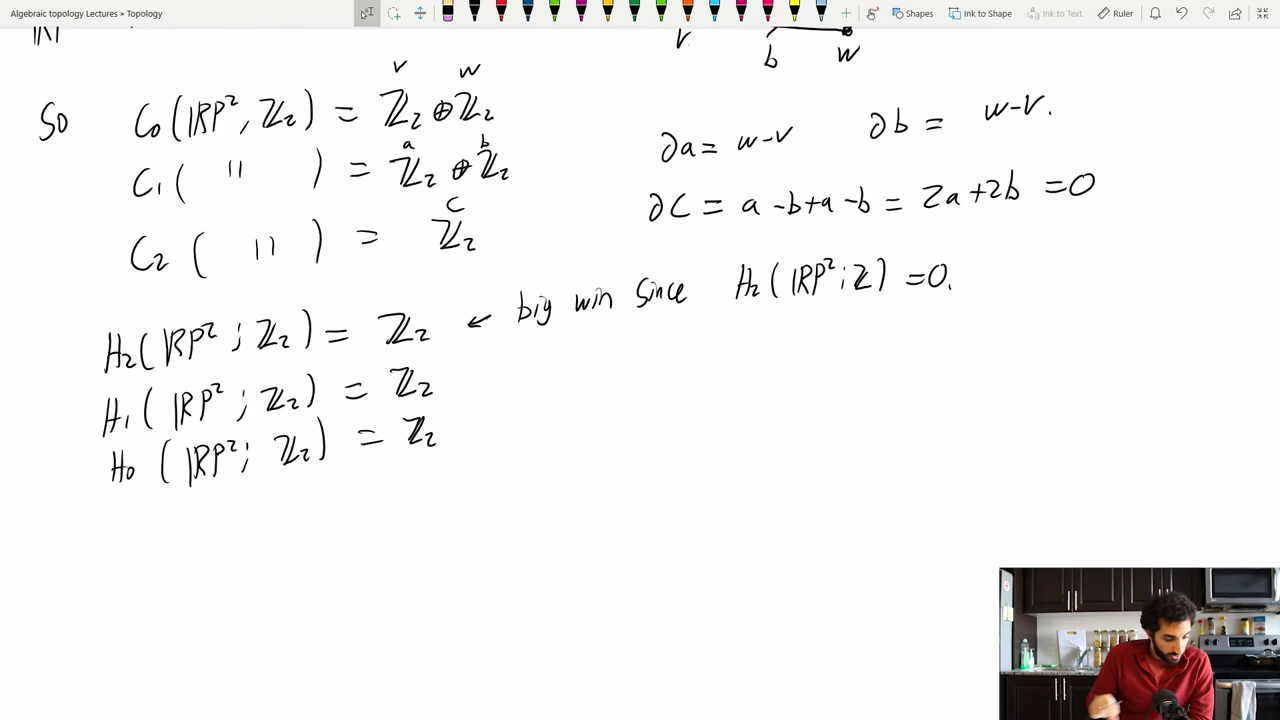 Algebraic topology Lectures » Topology
Shapes Ink to Shape Ink to Text Ruler
b w
v w
So C₀(ℝP², ℤ₂) = ℤ₂ ⊕ ℤ₂ ∂a = w-v ∂b = w-v.
a b
C₁( " ) = ℤ₂ ⊕ ℤ₂
∂C = a -b+a -b = 2a+2b = 0
c
C₂( " ) = ℤ₂
H₂(ℝP² ; ℤ₂) = ℤ₂ ← big win since H₂(ℝP²; ℤ) = 0.
H₁(ℝP² ; ℤ₂) = ℤ₂
H₀(ℝP²; ℤ₂) = ℤ₂